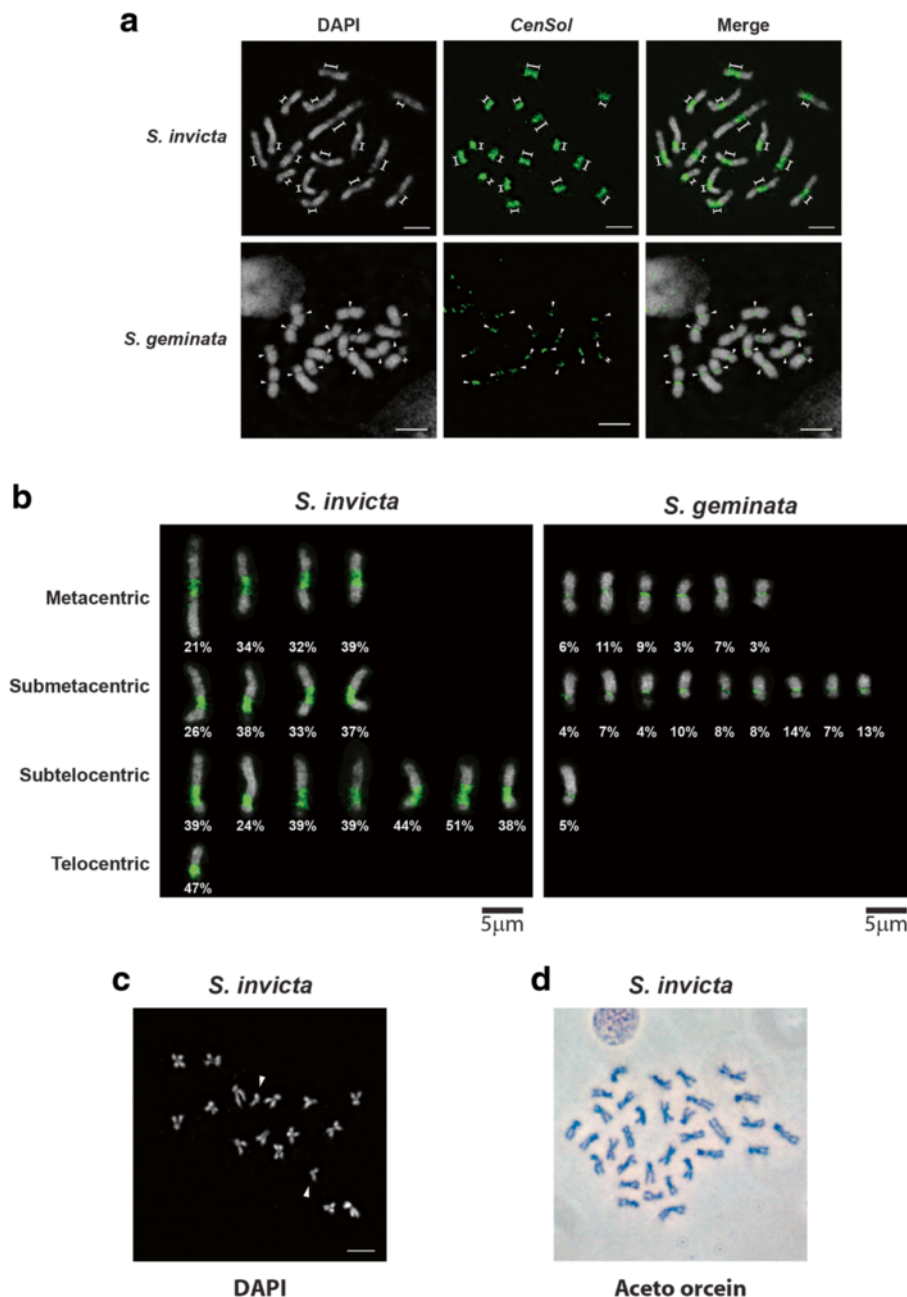 a
DAPI CenSol Merge
S. invicta
S. geminata
b
S. invicta S. geminata
Metacentric
21% 34% 32% 39% 6% 11% 9% 3% 7% 3%
Submetacentric
26% 38% 33% 37% 4% 7% 4% 10% 8% 8% 14% 7% 13%
Subtelocentric
39% 24% 39% 39% 44% 51% 38% 5%
Telocentric
47%
5μm 5μm
c d
S. invicta S. invicta
DAPI Aceto orcein